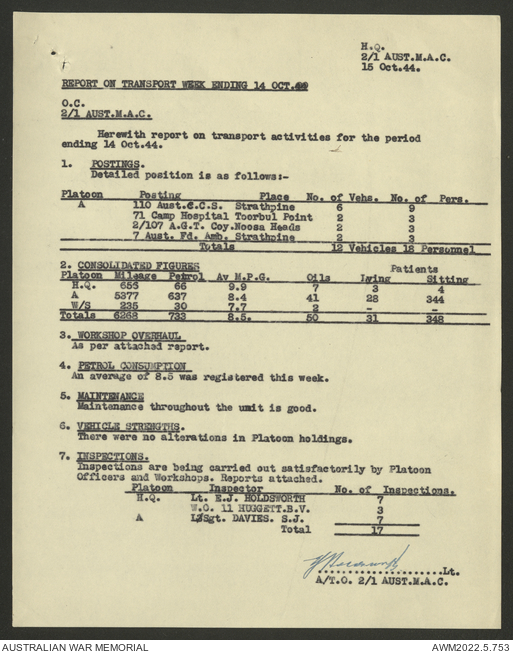 H.Q.
2/1 AUST.M.A.C.
15 Oct.44.
REPORT ON TRANSPORT WEEK ENDING 14 OCT.
O.C.
2/1 AUST.M.A.C.
Herewith report on transport activities for the period
ending 14 Oct.44.
1. POSTINGS.
Detailed position is as follows:-
Platoon Posting Place No. of Vehs. No. of Pers.
A 110 Aust.C.C.S. Strathpine 6 9
71 Camp Hospital Toorbul Point 2 3
2/107 A.G.T. Coy. Noosa Heads 2 3
7 Aust. Fd. Amb. Strathpine 2 3
Totals 12 Vehicles 18 Personnel
2. CONSOLIDATED FIGURES Patients
Platoon Mileage Petrol Av M.P.G. Oils Lying Sitting
H.Q. 656 66 9.9 7 3 4
A 5377 637 8.4 41 28 344
W/S 235 30 7.7 2 - -
Totals 6268 733 8.5. 50 31 348
3. WORKSHOP OVERHAUL
As per attached report.
4. PETROL CONSUMPTION
An average of 8.5 was registered this week.
5. MAINTENANCE
Maintenance throughout the unit is good.
6. VEHICLE STRENGTHS.
There were no alterations in Platoon holdings.
7. INSPECTIONS.
Inspections are being carried out satisfactorily by Platoon
Officers and Workshops. Reports attached.
Platoon Inspector No. of Inspections.
H.Q. Lt. E.J. HOLDSWORTH 7
W.O. 11 HUGGETT.B.V. 3
A L/Sgt. DAVIES. S.J. 7
Total 17
......................Lt.
A/T.O. 2/1 AUST.M.A.C.
AUSTRALIAN WAR MEMORIAL AWM2022.5.753